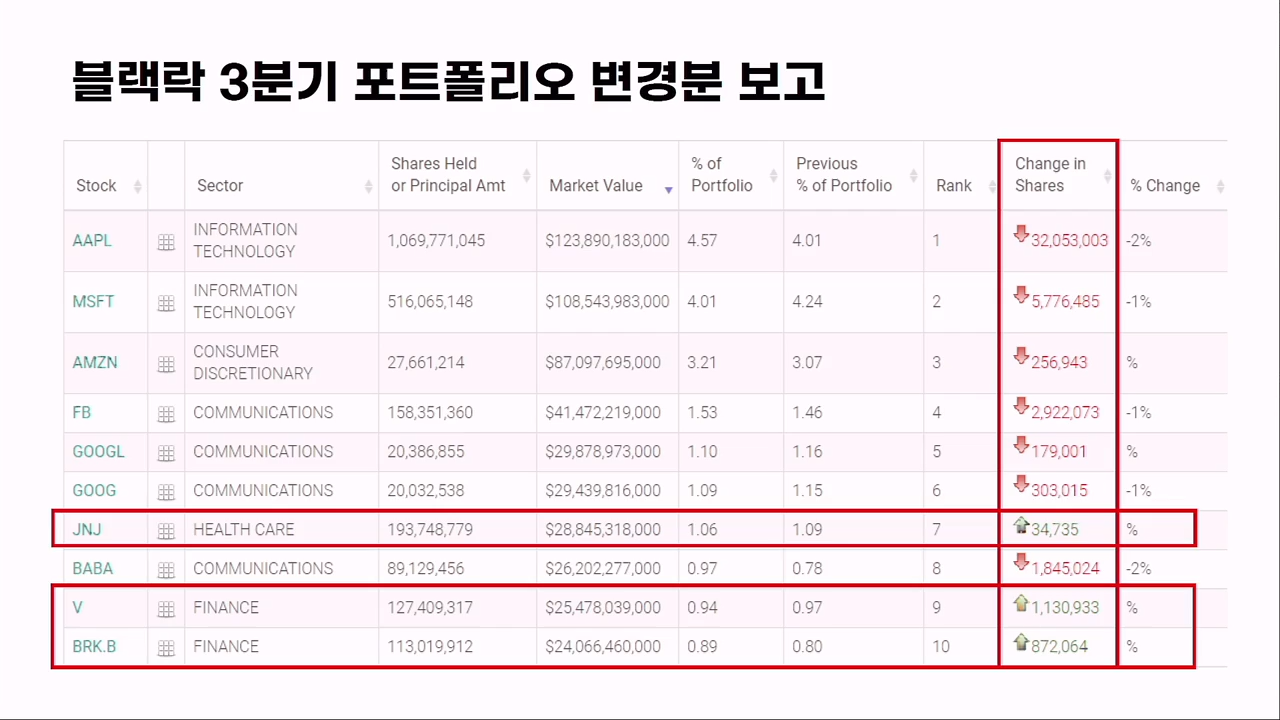 블랙락 3분기 포트폴리오 변경분 보고
Stock Sector Shares Held or Principal Amt Market Value % of Portfolio Previous % of Portfolio Rank Change in Shares % Change
AAPL INFORMATION TECHNOLOGY 1,069,771,045 $123,890,183,000 4.57 4.01 1 32,053,003 -2%
MSFT INFORMATION TECHNOLOGY 516,065,148 $108,543,983,000 4.01 4.24 2 5,776,485 -1%
AMZN CONSUMER DISCRETIONARY 27,661,214 $87,097,695,000 3.21 3.07 3 256,943 %
FB COMMUNICATIONS 158,351,360 $41,472,219,000 1.53 1.46 4 2,922,073 -1%
GOOGL COMMUNICATIONS 20,386,855 $29,878,973,000 1.10 1.16 5 179,001 %
GOOG COMMUNICATIONS 20,032,538 $29,439,816,000 1.09 1.15 6 303,015 -1%
JNJ HEALTH CARE 193,748,779 $28,845,318,000 1.06 1.09 7 34,735 %
BABA COMMUNICATIONS 89,129,456 $26,202,277,000 0.97 0.78 8 1,845,024 -2%
V FINANCE 127,409,317 $25,478,039,000 0.94 0.97 9 1,130,933 %
BRK.B FINANCE 113,019,912 $24,066,460,000 0.89 0.80 10 872,064 %